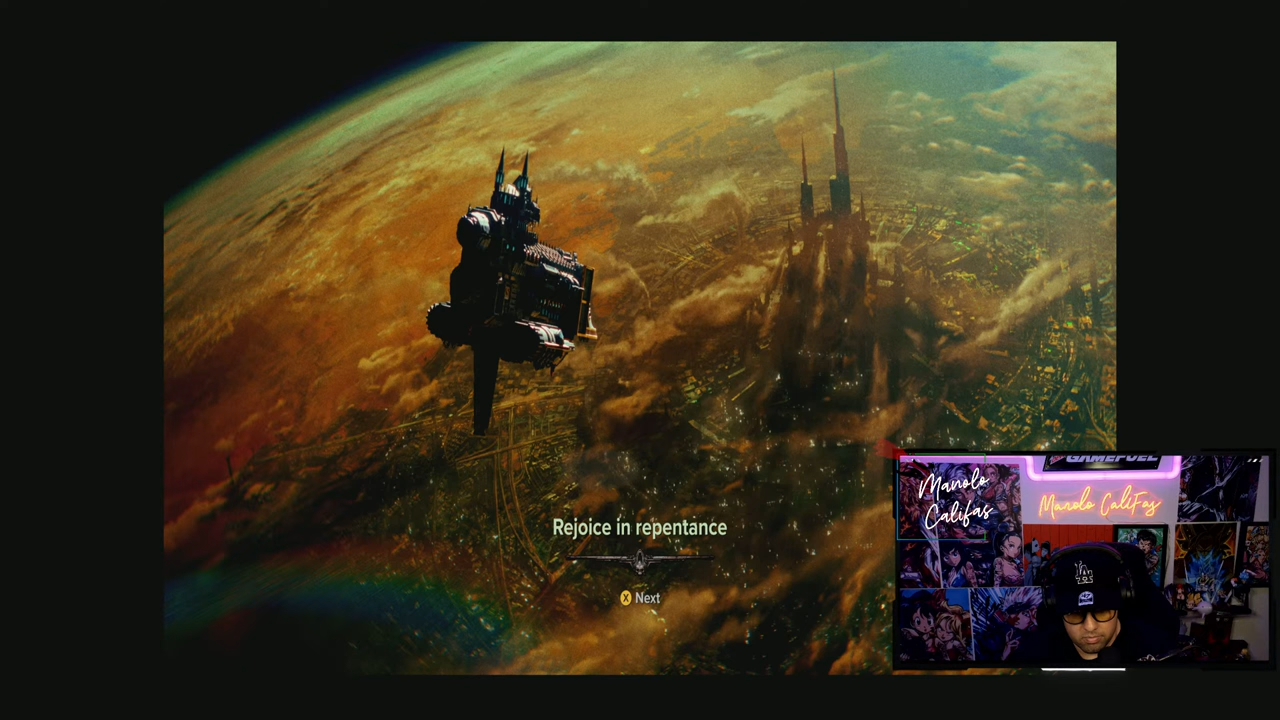 Rejoice in repentance
X Next
GAMEFUEL
Manolo
Califas
Manolo CaliFas